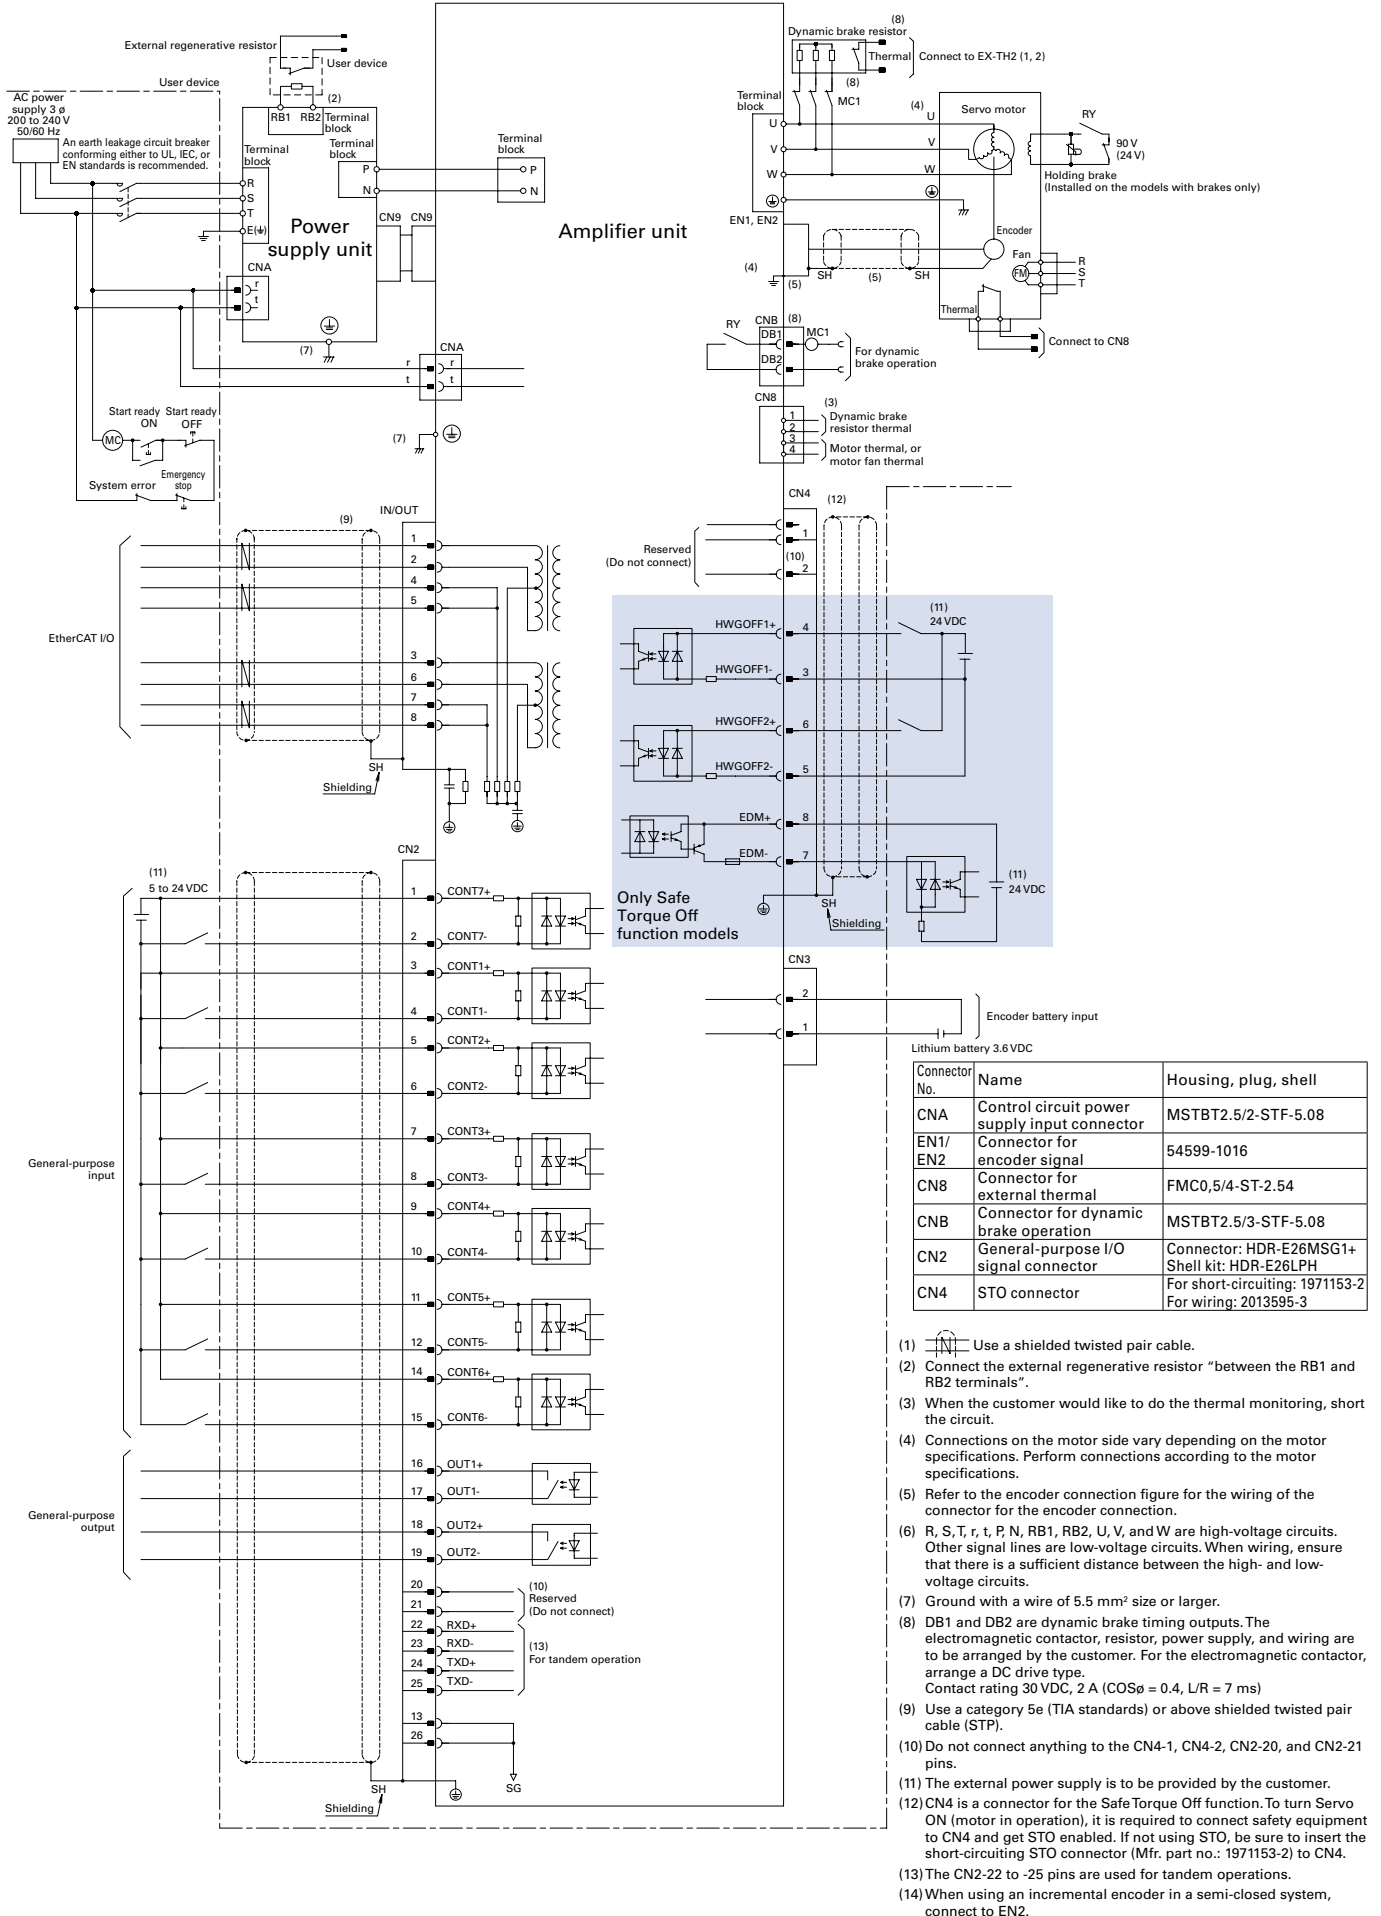 External regenerative resistor
User device
User device
(2)
RB1
RB2
Terminal
block
AC power
supply 3 ø
200 to 240 V
50/60 Hz
An earth leakage circuit breaker
conforming either to UL, IEC, or
EN standards is recommended.
Terminal
block
R
S
T
E(⏚)
Terminal
block
P
N
Power
supply unit
CN9
CN9
CNA
r
t
(7)
Terminal
block
P
N
Amplifier unit
CNA
r
r
t
t
(7)
Start ready
ON
Start ready
OFF
MC
System error
Emergency
stop
(8)
Dynamic brake resistor
Thermal
Connect to EX-TH2 (1, 2)
(8)
MC1
Terminal
block
U
V
W
(4)
U
V
W
Servo motor
RY
90 V
(24 V)
Holding brake
(Installed on the models with brakes only)
EN1, EN2
(4)
(5)
SH
(5)
SH
Encoder
Fan
FM
R
S
T
Thermal
Connect to CN8
RY
CNB
(8)
DB1
MC1
DB2
For dynamic
brake operation
CN8
(3)
1
2
3
4
Dynamic brake
resistor thermal
Motor thermal, or
motor fan thermal
IN/OUT
(9)
1
2
4
5
EtherCAT I/O
3
6
7
8
SH
Shielding
CN4
(12)
Reserved
(Do not connect)
1
(10)
2
(11)
24 VDC
HWGOFF1+
4
HWGOFF1-
3
HWGOFF2+
6
HWGOFF2-
5
EDM+
8
EDM-
7
(11)
24 VDC
Only Safe
Torque Off
function models
SH
Shielding
CN3
2
1
Encoder battery input
Lithium battery 3.6 VDC
CN2
(11)
5 to 24 VDC
1 CONT7+
2 CONT7-
3 CONT1+
4 CONT1-
5 CONT2+
6 CONT2-
7 CONT3+
General-purpose
input
8 CONT3-
9 CONT4+
10 CONT4-
11 CONT5+
12 CONT5-
14 CONT6+
15 CONT6-
16 OUT1+
17 OUT1-
General-purpose
output
18 OUT2+
19 OUT2-
20
21
(10)
Reserved
(Do not connect)
22 RXD+
23 RXD-
24 TXD+
25 TXD-
(13)
For tandem operation
13
26
SG
SH
Shielding
Connector No. Name Housing, plug, shell
CNA Control circuit power supply input connector MSTBT2.5/2-STF-5.08
EN1/EN2 Connector for encoder signal 54599-1016
CN8 Connector for external thermal FMC0,5/4-ST-2.54
CNB Connector for dynamic brake operation MSTBT2.5/3-STF-5.08
CN2 General-purpose I/O signal connector Connector: HDR-E26MSG1+ Shell kit: HDR-E26LPH
CN4 STO connector For short-circuiting: 1971153-2 For wiring: 2013595-3
(1) Use a shielded twisted pair cable.
(2) Connect the external regenerative resistor “between the RB1 and
RB2 terminals”.
(3) When the customer would like to do the thermal monitoring, short
the circuit.
(4) Connections on the motor side vary depending on the motor
specifications. Perform connections according to the motor
specifications.
(5) Refer to the encoder connection figure for the wiring of the
connector for the encoder connection.
(6) R, S, T, r, t, P, N, RB1, RB2, U, V, and W are high-voltage circuits.
Other signal lines are low-voltage circuits. When wiring, ensure
that there is a sufficient distance between the high- and low-
voltage circuits.
(7) Ground with a wire of 5.5 mm² size or larger.
(8) DB1 and DB2 are dynamic brake timing outputs. The
electromagnetic contactor, resistor, power supply, and wiring are
to be arranged by the customer. For the electromagnetic contactor,
arrange a DC drive type.
Contact rating 30 VDC, 2 A (COSø = 0.4, L/R = 7 ms)
(9) Use a category 5e (TIA standards) or above shielded twisted pair
cable (STP).
(10) Do not connect anything to the CN4-1, CN4-2, CN2-20, and CN2-21
pins.
(11) The external power supply is to be provided by the customer.
(12) CN4 is a connector for the Safe Torque Off function. To turn Servo
ON (motor in operation), it is required to connect safety equipment
to CN4 and get STO enabled. If not using STO, be sure to insert the
short-circuiting STO connector (Mfr. part no.: 1971153-2) to CN4.
(13) The CN2-22 to -25 pins are used for tandem operations.
(14) When using an incremental encoder in a semi-closed system,
connect to EN2.